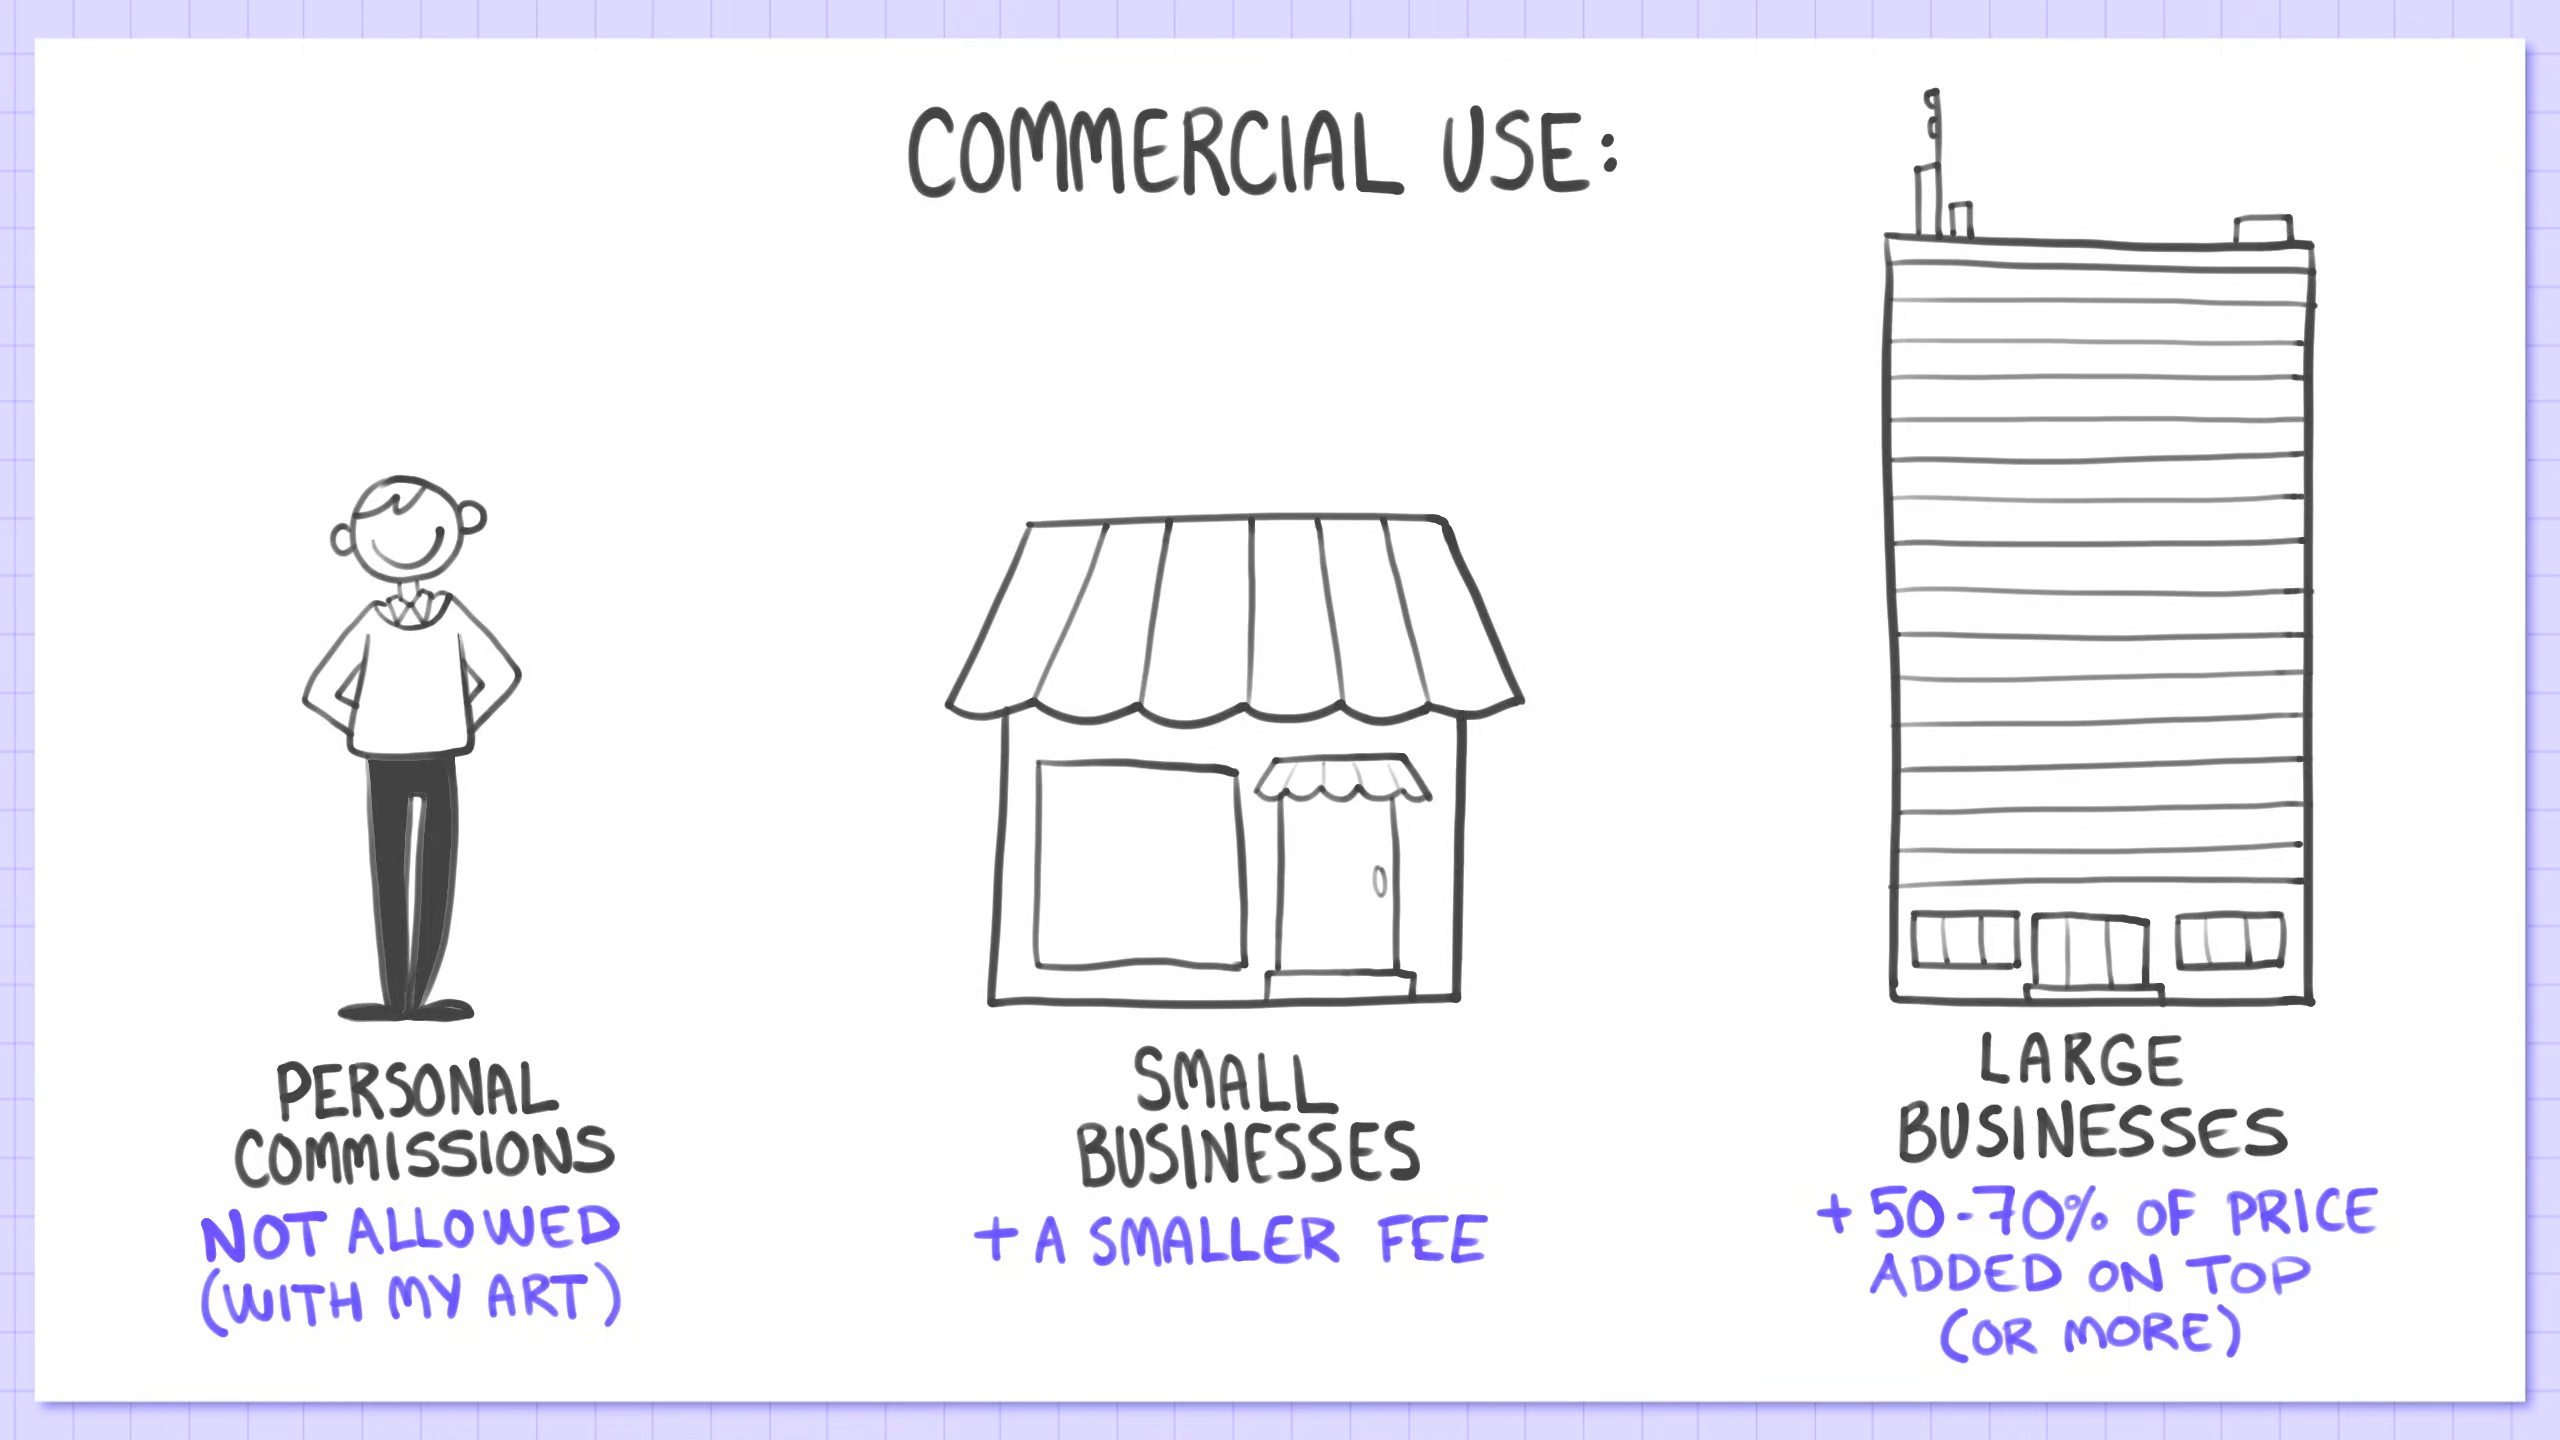 COMMERCIAL USE:
PERSONAL
COMMISSIONS
NOT ALLOWED
(WITH MY ART)
SMALL
BUSINESSES
+ A SMALLER FEE
LARGE
BUSINESSES
+ 50-70% OF PRICE
ADDED ON TOP
(OR MORE)